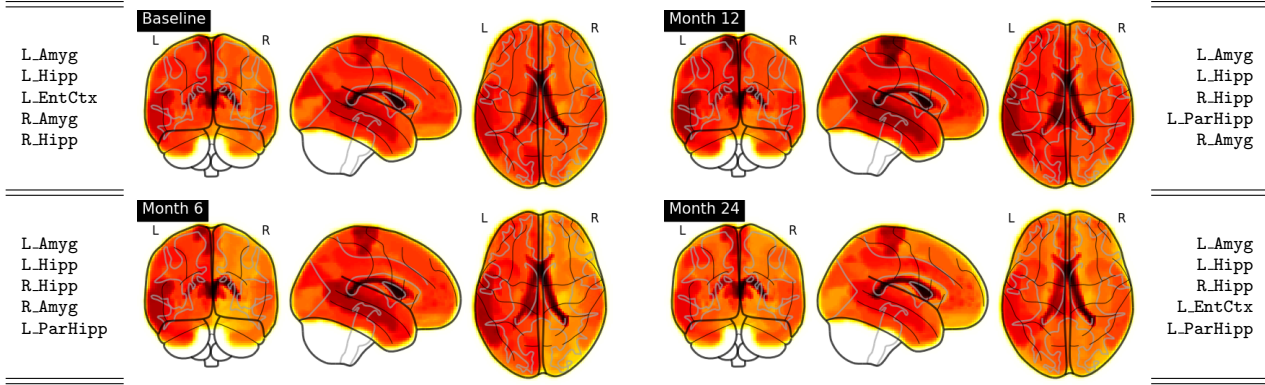 Baseline
L_Amyg
L_Hipp
L_EntCtx
R_Amyg
R_Hipp
L R
L R
Month 12
L R
L R
L_Amyg
L_Hipp
R_Hipp
L_ParHipp
R_Amyg
Month 6
L_Amyg
L_Hipp
R_Hipp
R_Amyg
L_ParHipp
L R
L R
Month 24
L R
L R
L_Amyg
L_Hipp
R_Hipp
L_EntCtx
L_ParHipp